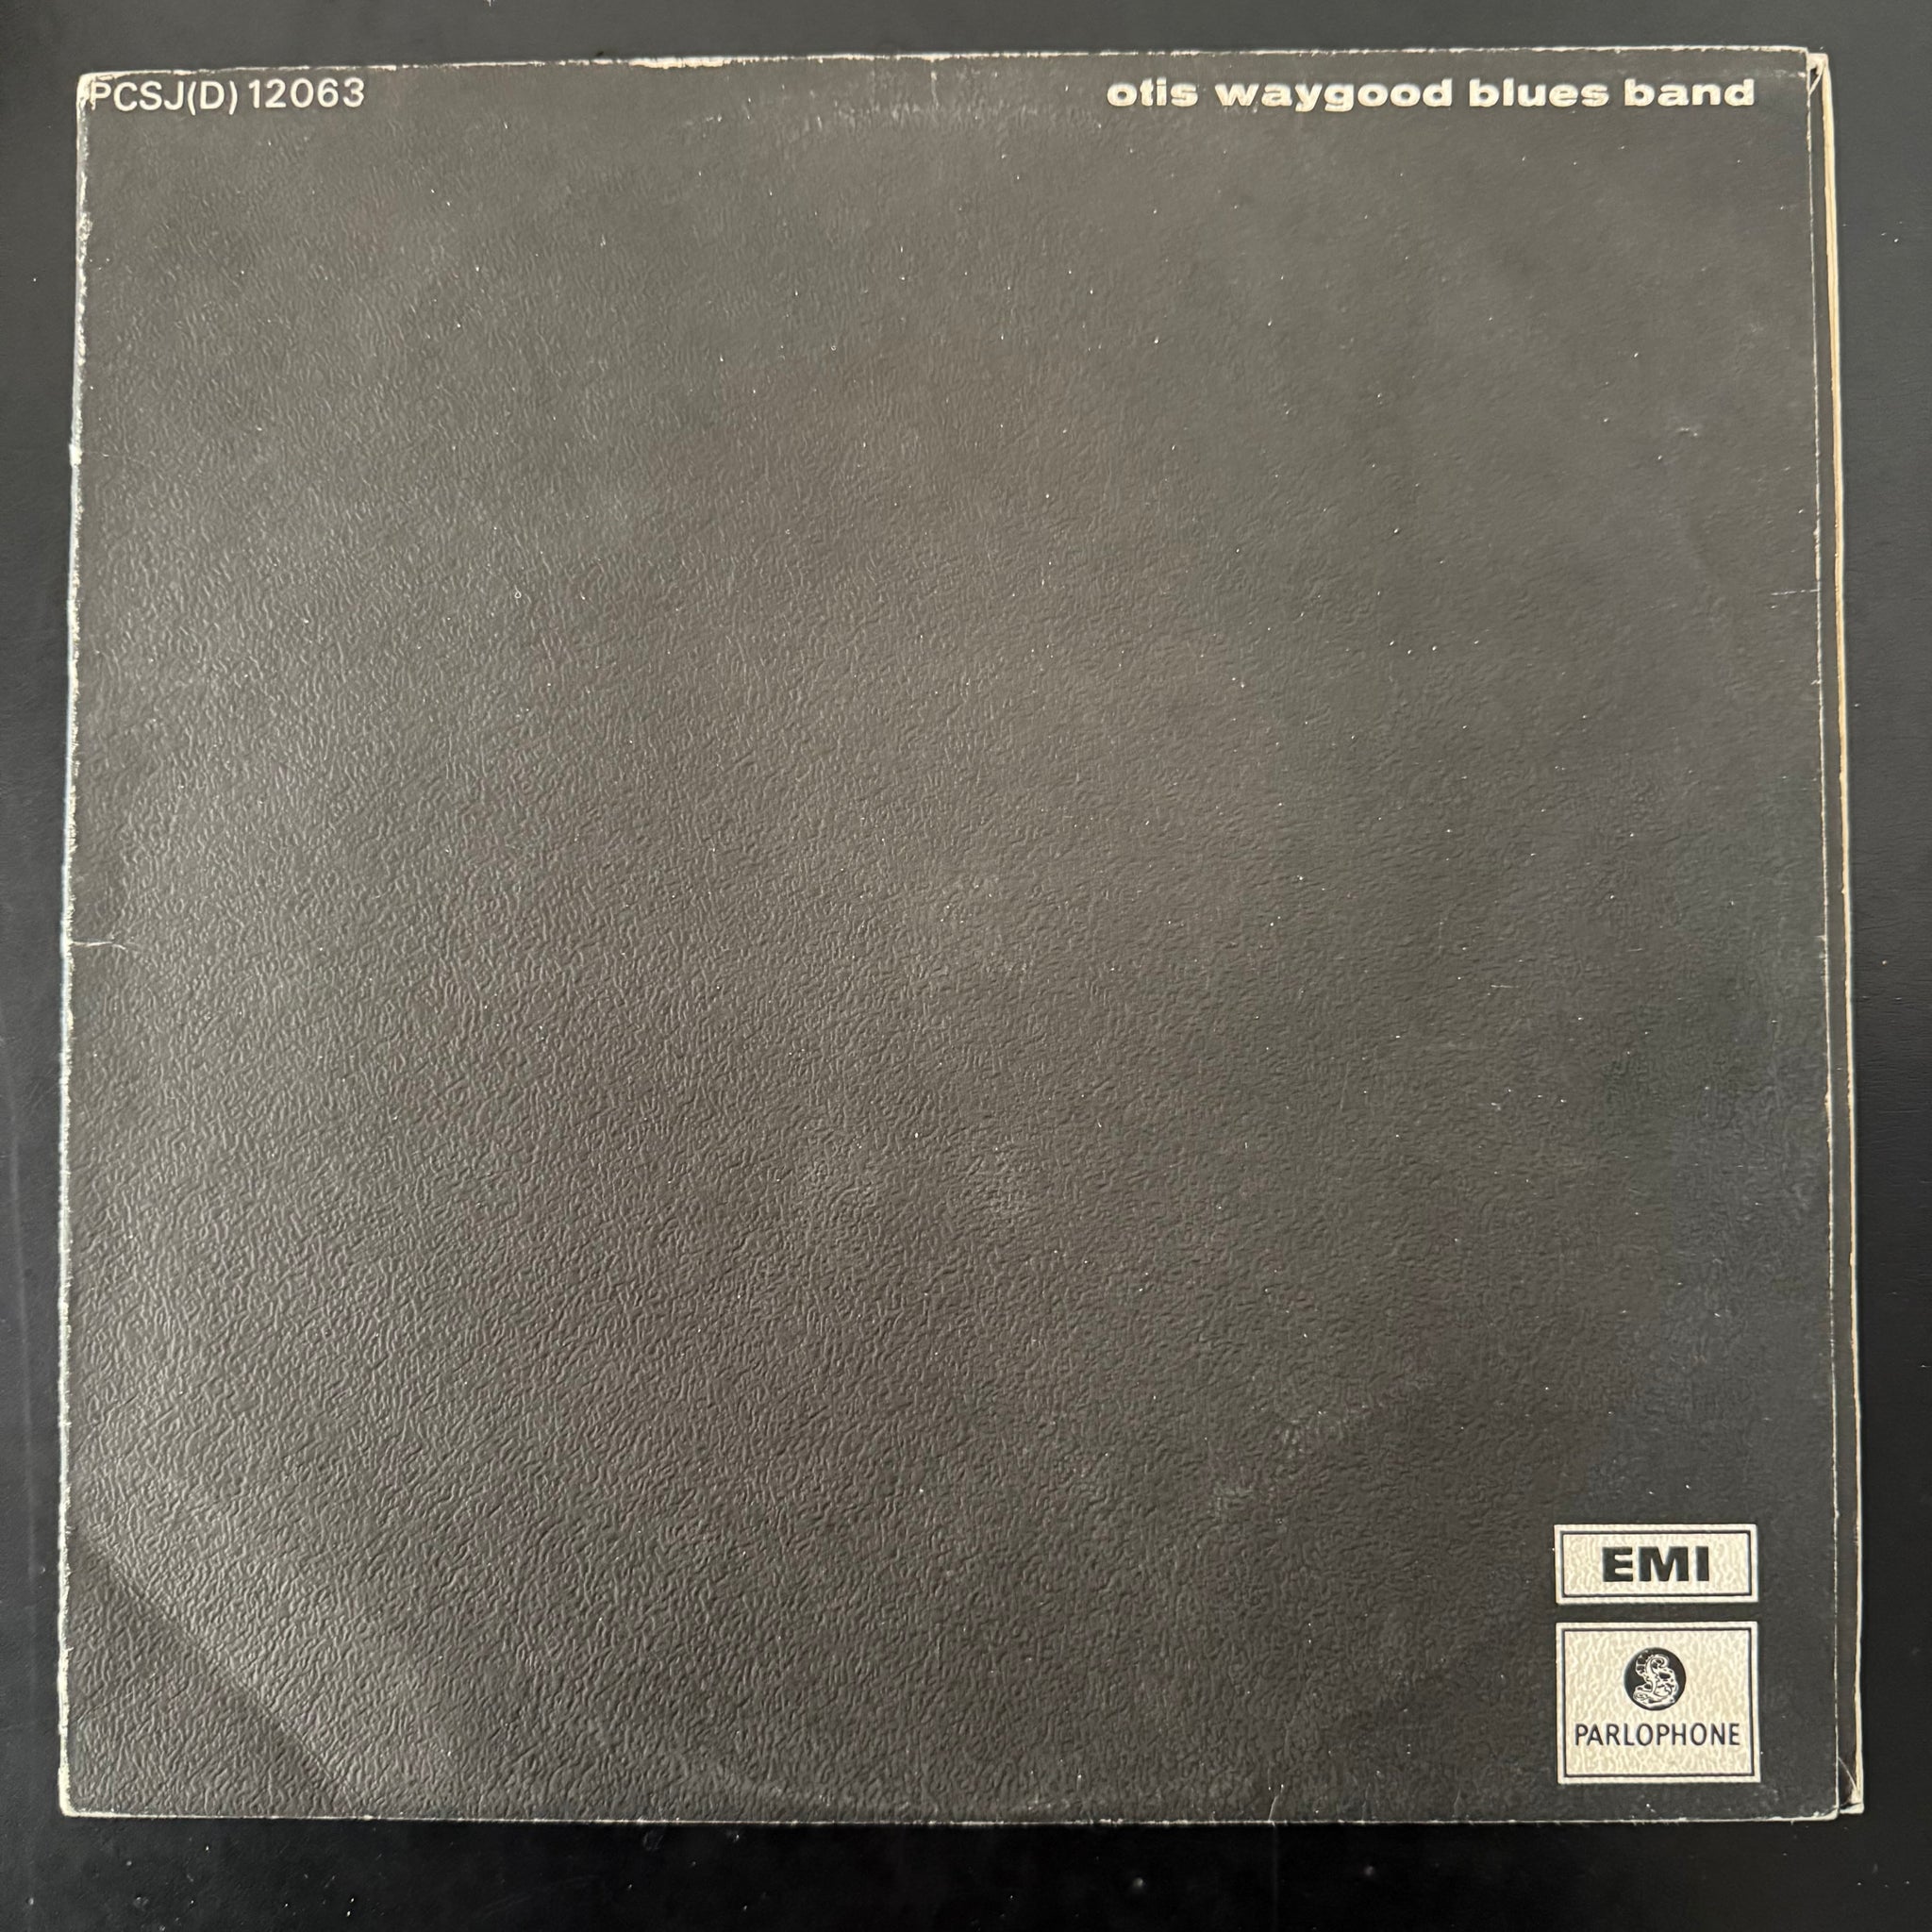 PCSJ(D) 12063
otis waygood blues band
EMI
PARLOPHONE